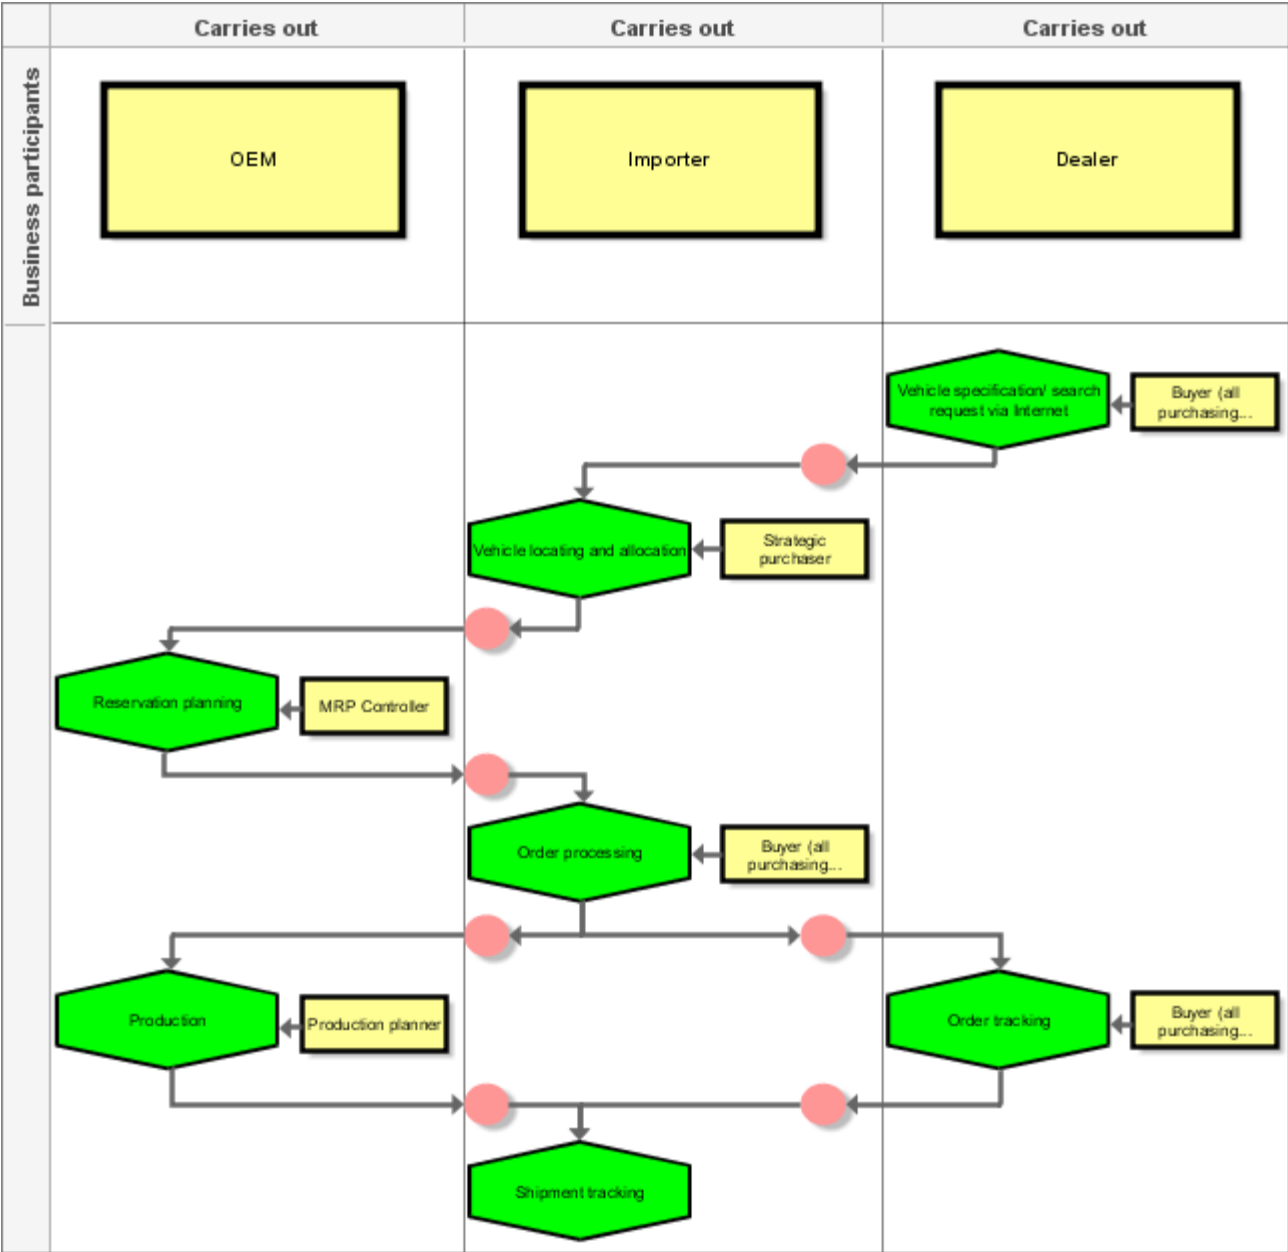 Carries out
Carries out
Carries out
Business participants
OEM
Importer
Dealer
Vehicle specification/ search
request via Internet
Buyer (all
purchasing...
Vehicle locating and allocation
Strategic
purchaser
Reservation planning
MRP Controller
Order processing
Buyer (all
purchasing...
Production
Production planner
Order tracking
Buyer (all
purchasing...
Shipment tracking